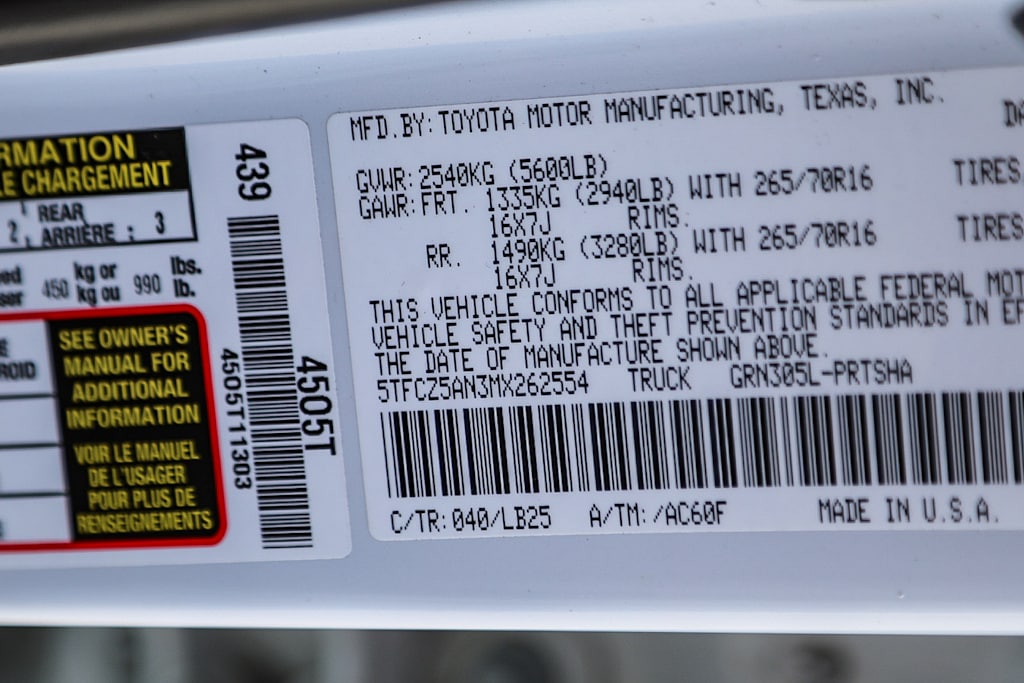 RMATION
E CHARGEMENT
2, REAR
ARRIÈRE : 3
450 kg or
kg ou 990 lbs.
lb.
SEE OWNER'S
MANUAL FOR
ADDITIONAL
INFORMATION
VOIR LE MANUEL
DE L'USAGER
POUR PLUS DE
RENSEIGNEMENTS
439
4505T11303
4505T
MFD.BY:TOYOTA MOTOR MANUFACTURING, TEXAS, INC.
DA
GVWR:2540KG (5600LB)
GAWR:FRT. 1335KG (2940LB) WITH 265/70R16 TIRES,
16X7J RIMS.
RR. 1490KG (3280LB) WITH 265/70R16 TIRES
16X7J RIMS.
THIS VEHICLE CONFORMS TO ALL APPLICABLE FEDERAL MOT
VEHICLE SAFETY AND THEFT PREVENTION STANDARDS IN EF
THE DATE OF MANUFACTURE SHOWN ABOVE.
5TFCZ5AN3MX262554 TRUCK GRN305L-PRTSHA
C/TR:040/LB25 A/TM:/AC60F MADE IN U.S.A.